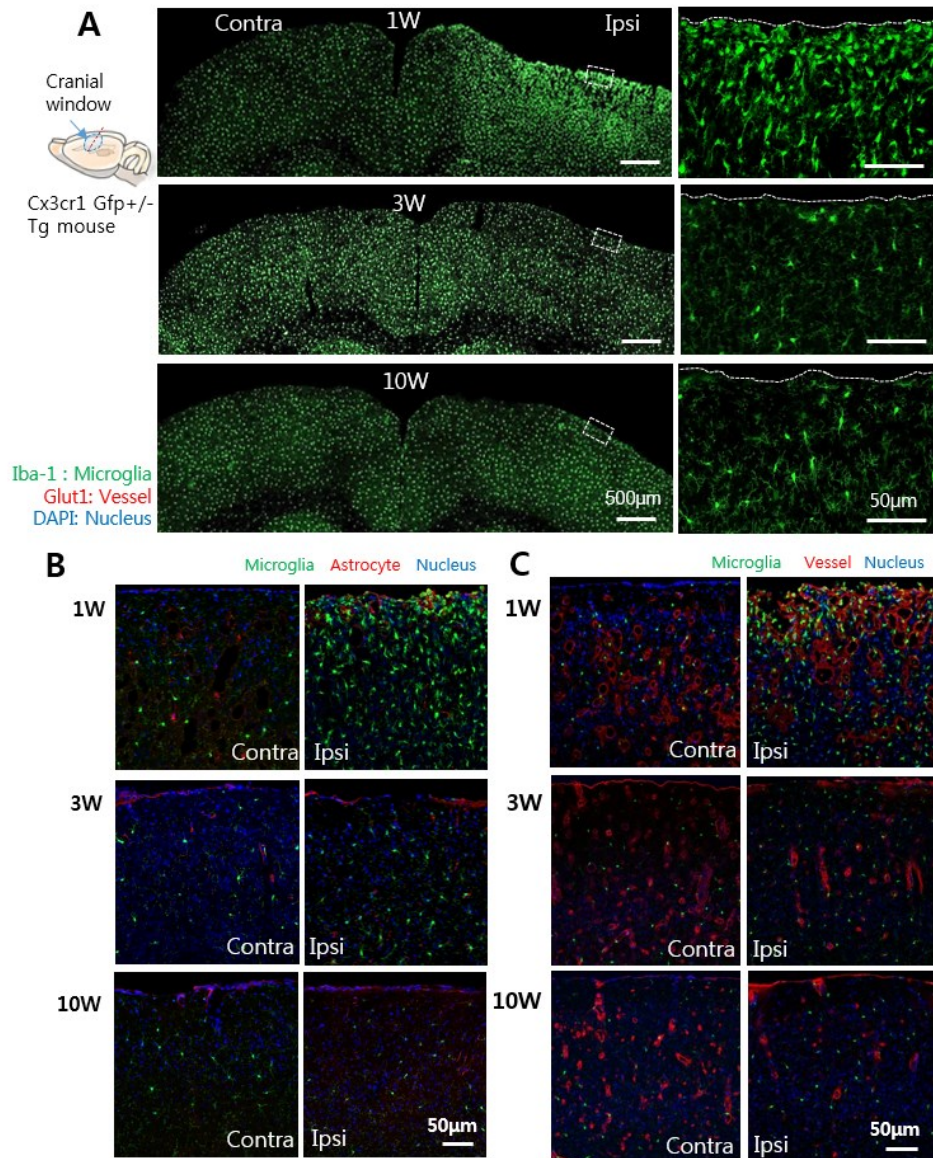 A
Contra
1W
Ipsi
Cranial
window
Cx3cr1 Gfp+/-
Tg mouse
3W
10W
Iba-1 : Microglia
Glut1: Vessel
DAPI: Nucleus
500μm
50μm
B
Microglia Astrocyte Nucleus
1W
Contra
Ipsi
3W
Contra
Ipsi
10W
Contra
Ipsi
50μm
C
Microglia Vessel Nucleus
1W
Contra
Ipsi
3W
Contra
Ipsi
10W
Contra
Ipsi
50μm